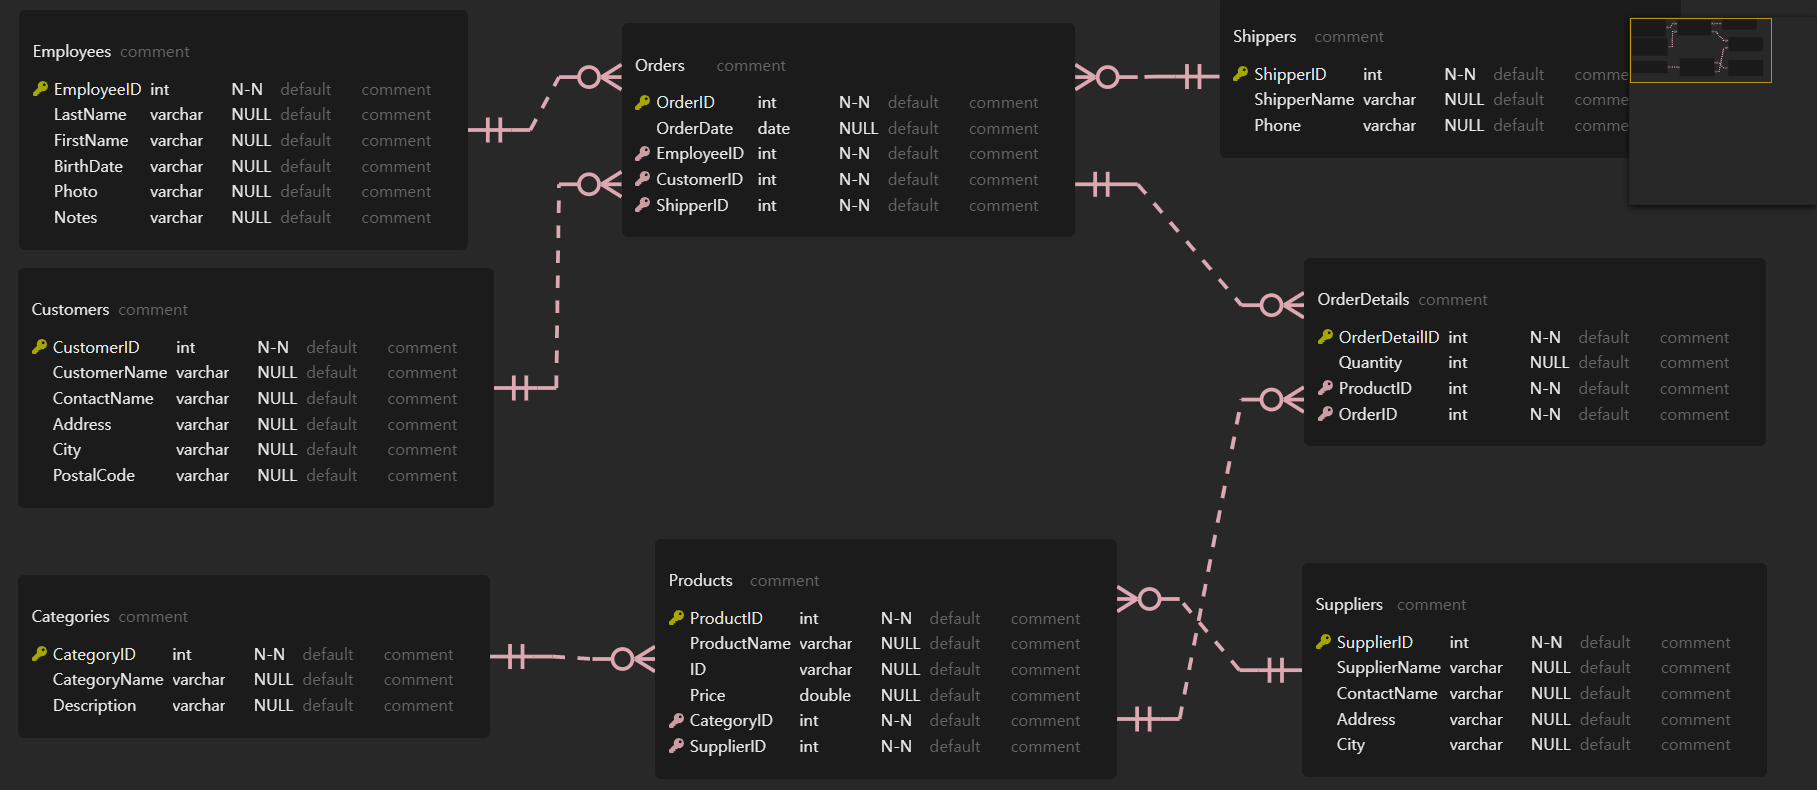 Employees comment
EmployeeID int N-N default comment
LastName varchar NULL default comment
FirstName varchar NULL default comment
BirthDate varchar NULL default comment
Photo varchar NULL default comment
Notes varchar NULL default comment
Orders comment
OrderID int N-N default comment
OrderDate date NULL default comment
EmployeeID int N-N default comment
CustomerID int N-N default comment
ShipperID int N-N default comment
Shippers comment
ShipperID int N-N default comme
ShipperName varchar NULL default comme
Phone varchar NULL default comme
Customers comment
CustomerID int N-N default comment
CustomerName varchar NULL default comment
ContactName varchar NULL default comment
Address varchar NULL default comment
City varchar NULL default comment
PostalCode varchar NULL default comment
OrderDetails comment
OrderDetailID int N-N default comment
Quantity int NULL default comment
ProductID int N-N default comment
OrderID int N-N default comment
Categories comment
CategoryID int N-N default comment
CategoryName varchar NULL default comment
Description varchar NULL default comment
Products comment
ProductID int N-N default comment
ProductName varchar NULL default comment
ID varchar NULL default comment
Price double NULL default comment
CategoryID int N-N default comment
SupplierID int N-N default comment
Suppliers comment
SupplierID int N-N default comment
SupplierName varchar NULL default comment
ContactName varchar NULL default comment
Address varchar NULL default comment
City varchar NULL default comment